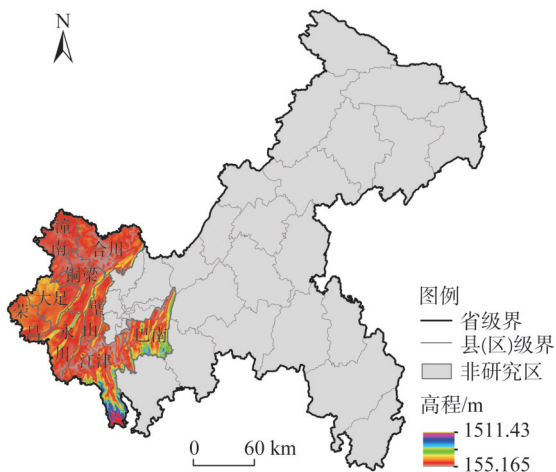 N
潼南
合川
铜梁
大足
荣昌
璧山
永川
江津
巴南
图例
省级界
县(区)级界
非研究区
高程/m
1511.43
155.165
0 60 km